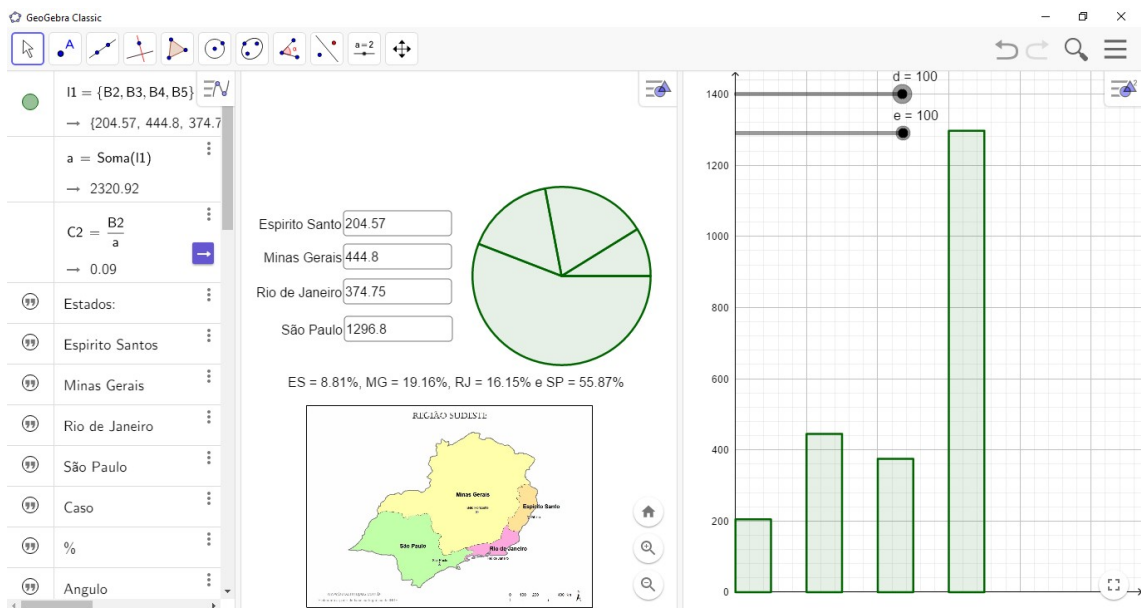 GeoGebra Classic
A
a=2
l1 = {B2, B3, B4, B5}
→ {204.57, 444.8, 374.7
a = Soma(l1)
→ 2320.92
C2 = B2
a
→ 0.09
Estados:
Espirito Santos
Minas Gerais
Rio de Janeiro
São Paulo
Caso
%
Angulo
Espirito Santo 204.57
Minas Gerais 444.8
Rio de Janeiro 374.75
São Paulo 1296.8
ES = 8.81%, MG = 19.16%, RJ = 16.15% e SP = 55.87%
REGIÃO SUDESTE
Minas Gerais
Espírito Santo
São Paulo
Rio de Janeiro
d = 100
e = 100
1400
1200
1000
800
600
400
200
0